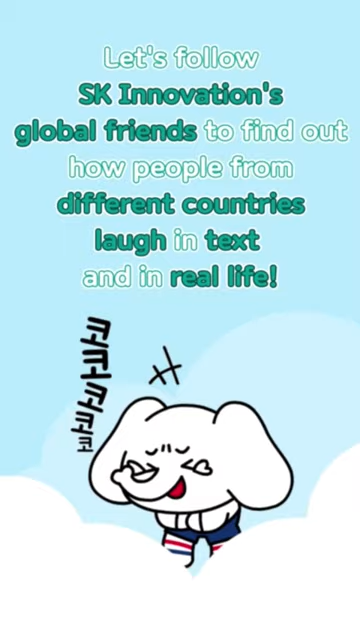 Let's follow
SK Innovation's
global friends to find out
how people from
different countries
laugh in text
and in real life!
ㅋㅋㅋㅋㅋ